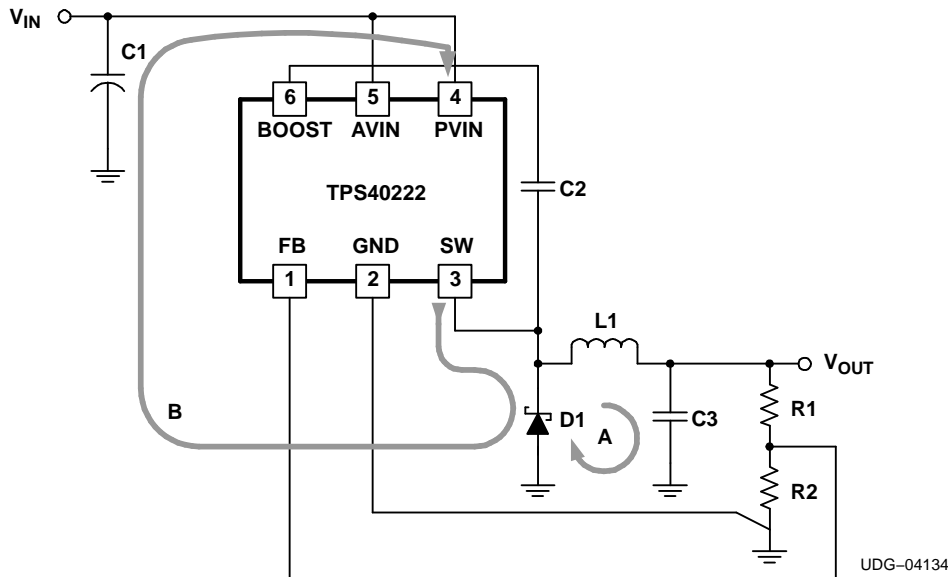 VIN
C1
6 5 4
BOOST AVIN PVIN
TPS40222
C2
FB GND SW
1 2 3
L1
VOUT
R1
B
D1
A
C3
R2
UDG–04134